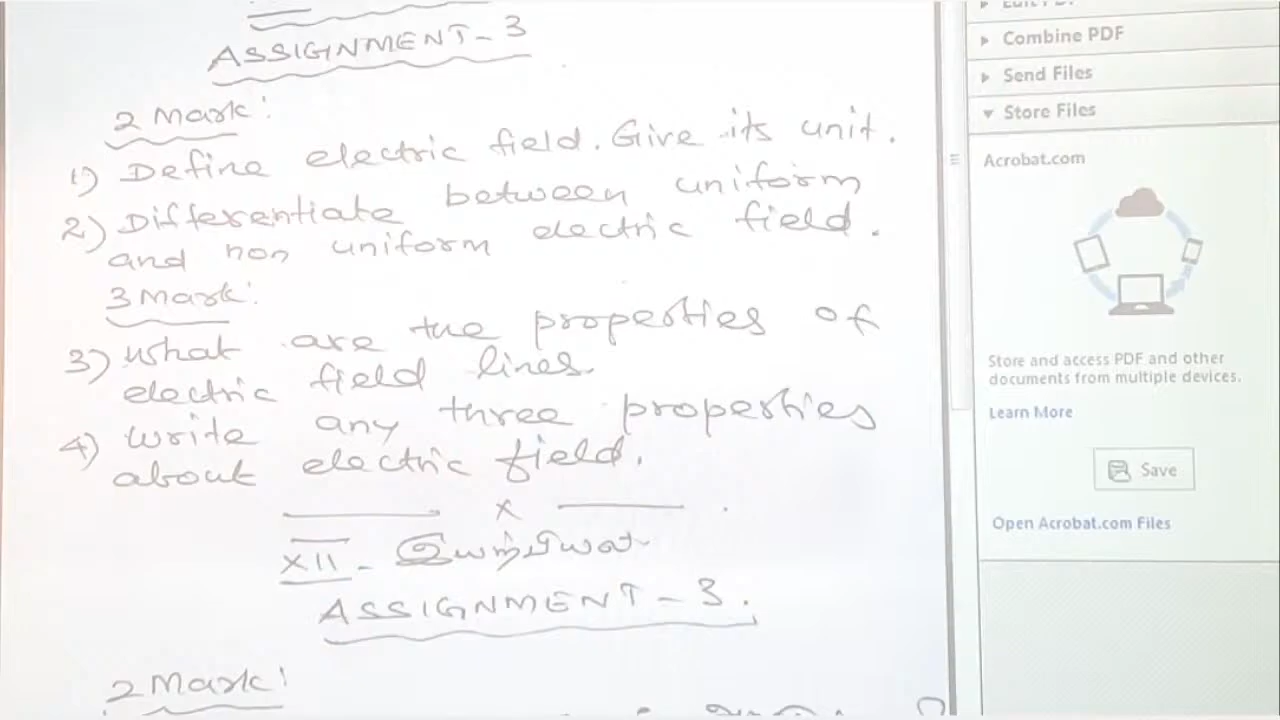 ASSIGNMENT - 3
2 Mark:
1) Define electric field. Give its unit.
2) Differentiate between uniform
and non uniform electric field.
3 Mark:
3) What are the properties of
electric field lines.
4) Write any three properties
about electric field.
x
XII - இயற்பியல்
ASSIGNMENT - 3.
2 Mark:
Combine PDF
Send Files
Store Files
Acrobat.com
Store and access PDF and other
documents from multiple devices.
Learn More
Save
Open Acrobat.com Files